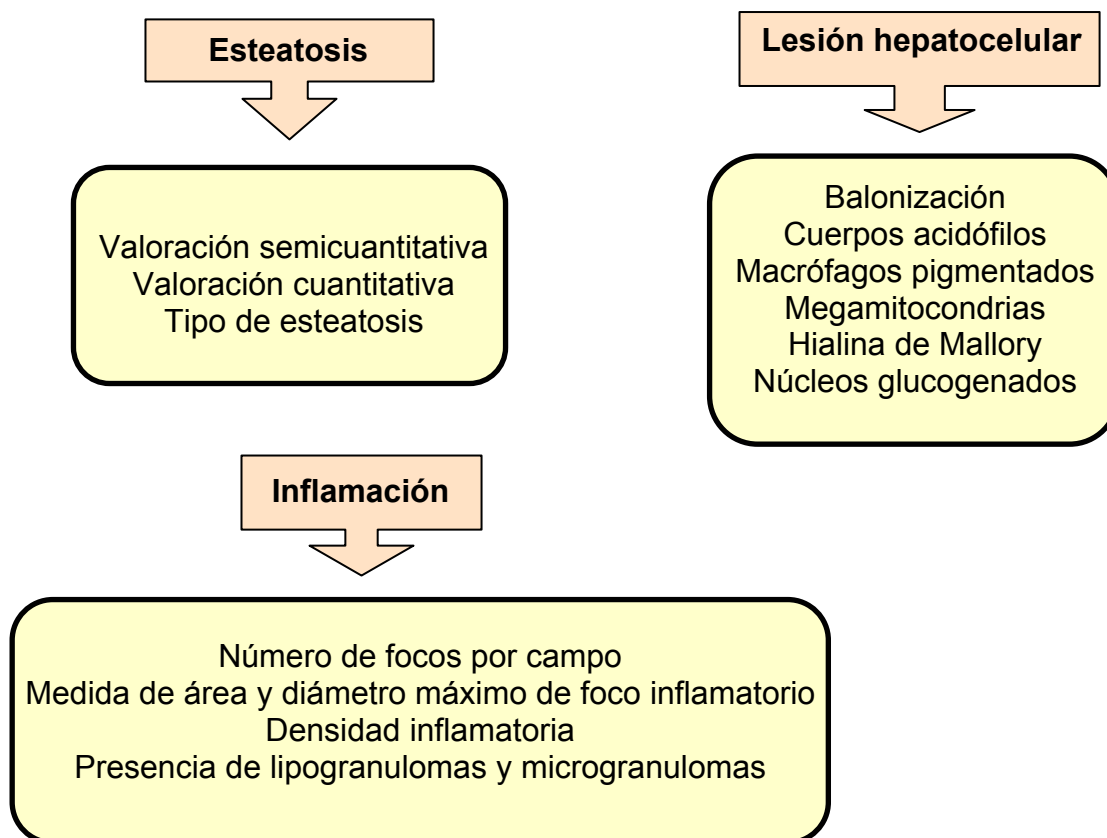 Esteatosis
Valoración semicuantitativa
Valoración cuantitativa
Tipo de esteatosis
Lesión hepatocelular
Balonización
Cuerpos acidófilos
Macrófagos pigmentados
Megamitocondrias
Hialina de Mallory
Núcleos glucogenados
Inflamación
Número de focos por campo
Medida de área y diámetro máximo de foco inflamatorio
Densidad inflamatoria
Presencia de lipogranulomas y microgranulomas